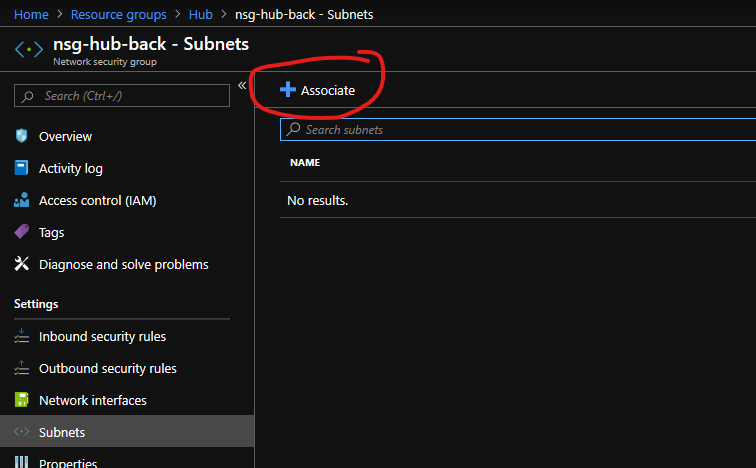 Home > Resource groups > Hub > nsg-hub-back - Subnets
nsg-hub-back - Subnets
Network security group
Search (Ctrl+/)
«
Overview
Activity log
Access control (IAM)
Tags
Diagnose and solve problems
Settings
Inbound security rules
Outbound security rules
Network interfaces
Subnets
Properties
+ Associate
Search subnets
NAME
No results.